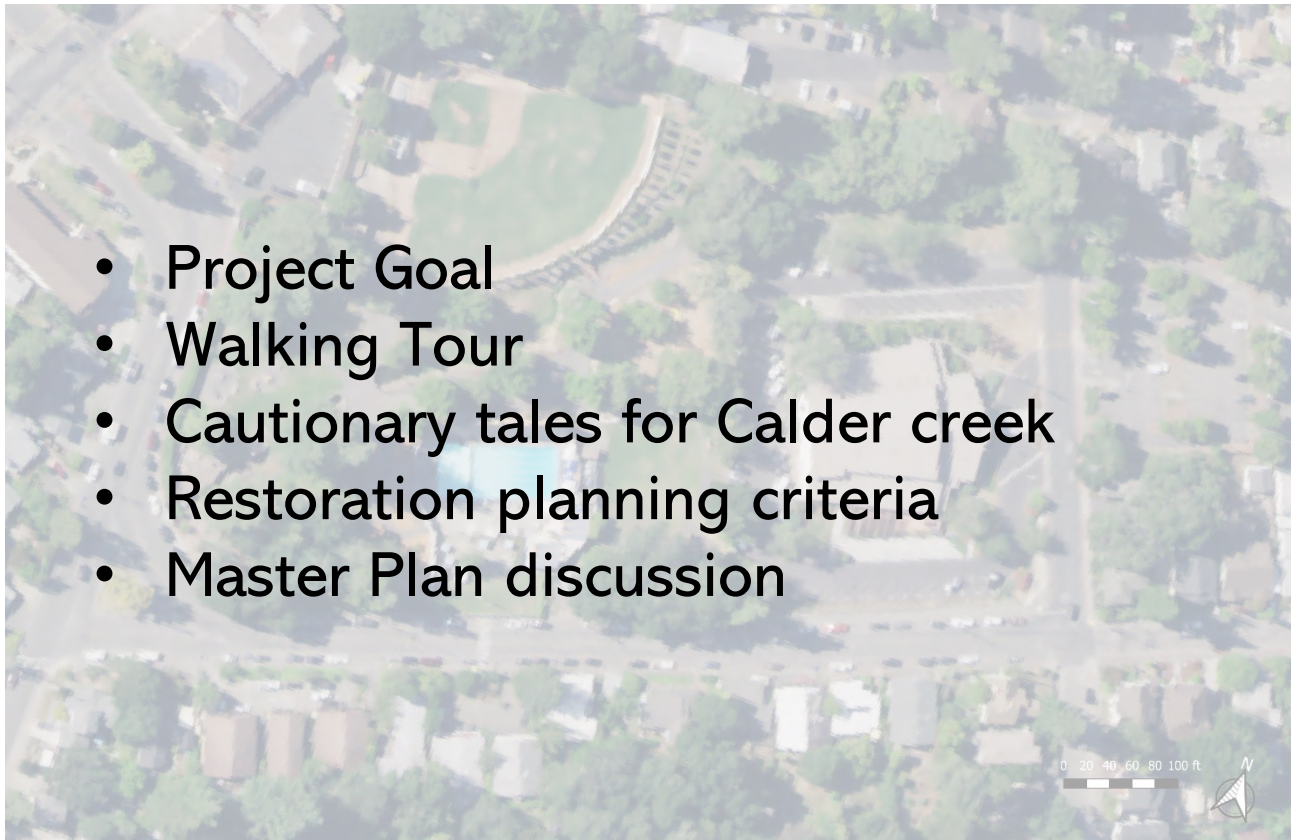 • Project Goal
• Walking Tour
• Cautionary tales for Calder creek
• Restoration planning criteria
• Master Plan discussion
0 20 40 60 80 100 ft
N